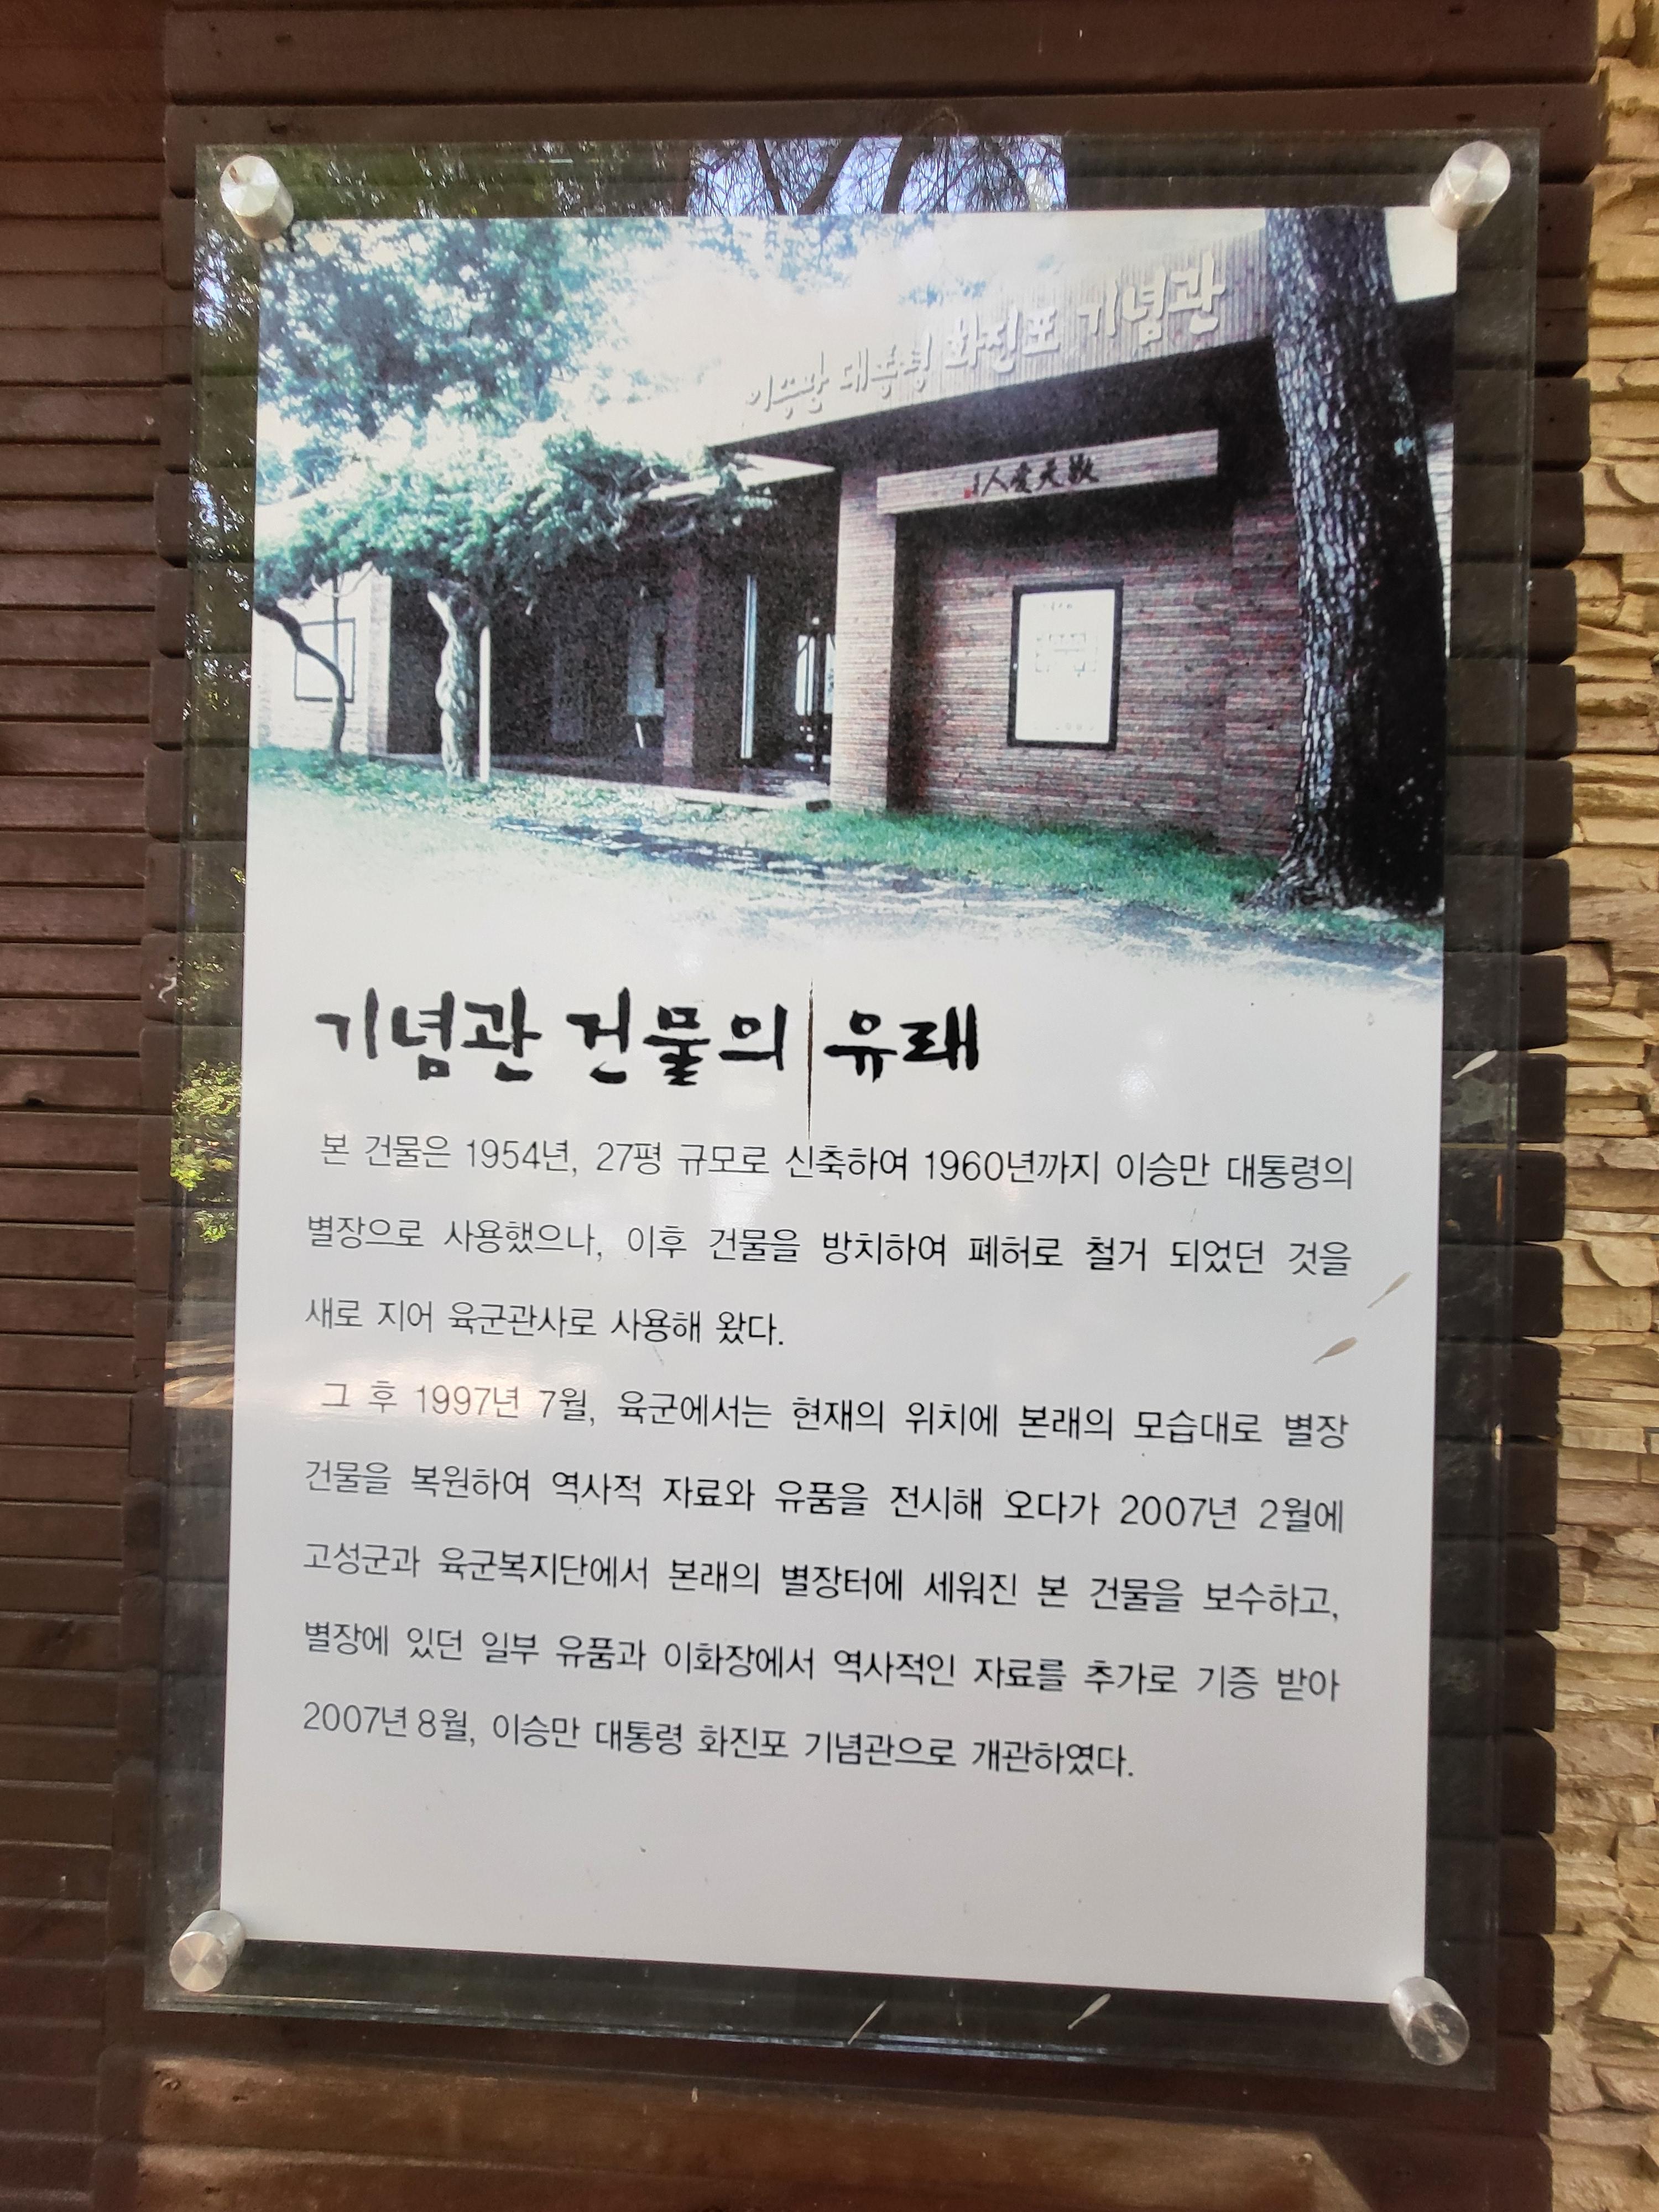 이승만 대통령 화진포 기념관
敬天愛人
기념관 건물의 유래
본 건물은 1954년, 27평 규모로 신축하여 1960년까지 이승만 대통령의
별장으로 사용했으나, 이후 건물을 방치하여 폐허로 철거 되었던 것을
새로 지어 육군관사로 사용해 왔다.
그 후 1997년 7월, 육군에서는 현재의 위치에 본래의 모습대로 별장
건물을 복원하여 역사적 자료와 유품을 전시해 오다가 2007년 2월에
고성군과 육군복지단에서 본래의 별장터에 세워진 본 건물을 보수하고,
별장에 있던 일부 유품과 이화장에서 역사적인 자료를 추가로 기증 받아
2007년 8월, 이승만 대통령 화진포 기념관으로 개관하였다.